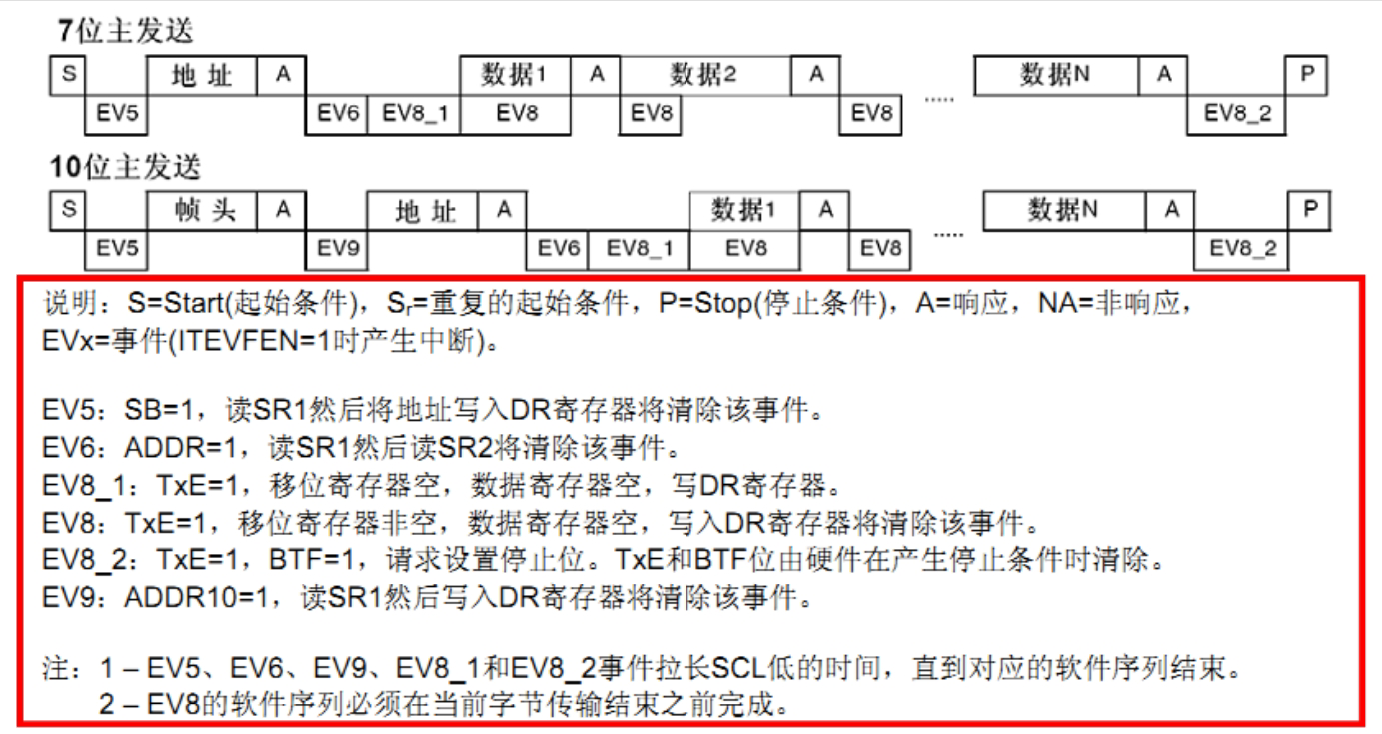 7位主发送
S 地址 A 数据1 A 数据2 A 数据N A P
EV5 EV6 EV8_1 EV8 EV8 EV8 ..... EV8_2
10位主发送
S 帧头 A 地址 A 数据1 A 数据N A P
EV5 EV9 EV6 EV8_1 EV8 EV8 ..... EV8_2
说明：S=Start(起始条件)，Sr=重复的起始条件，P=Stop(停止条件)，A=响应，NA=非响应，
EVx=事件(ITEVFEN=1时产生中断)。
EV5：SB=1，读SR1然后将地址写入DR寄存器将清除该事件。
EV6：ADDR=1，读SR1然后读SR2将清除该事件。
EV8_1：TxE=1，移位寄存器空，数据寄存器空，写DR寄存器。
EV8：TxE=1，移位寄存器非空，数据寄存器空，写入DR寄存器将清除该事件。
EV8_2：TxE=1，BTF=1，请求设置停止位。TxE和BTF位由硬件在产生停止条件时清除。
EV9：ADDR10=1，读SR1然后写入DR寄存器将清除该事件。
注：1 – EV5、EV6、EV9、EV8_1和EV8_2事件拉长SCL低的时间，直到对应的软件序列结束。
2 – EV8的软件序列必须在当前字节传输结束之前完成。